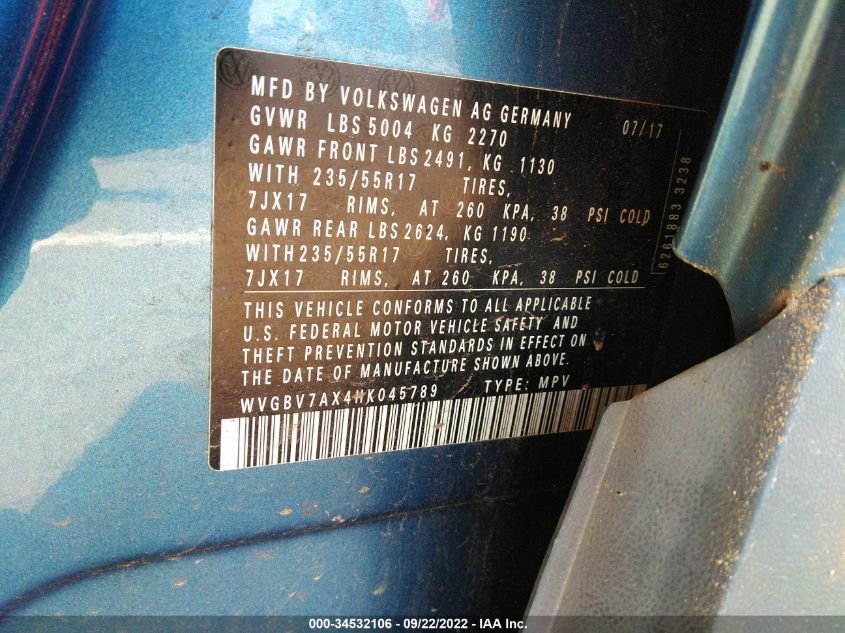 MFD BY VOLKSWAGEN AG GERMANY 07/17
GVWR LBS 5004 KG 2270
GAWR FRONT LBS 2491, KG 1130
WITH 235/55R17 TIRES,
7JX17 RIMS, AT 260 KPA, 38 PSI COLD
GAWR REAR LBS 2624, KG 1190
WITH 235/55R17 TIRES,
7JX17 RIMS, AT 260 KPA, 38 PSI COLD
6261883 3238
THIS VEHICLE CONFORMS TO ALL APPLICABLE
U.S. FEDERAL MOTOR VEHICLE SAFETY AND
THEFT PREVENTION STANDARDS IN EFFECT ON
THE DATE OF MANUFACTURE SHOWN ABOVE.
WVGBV7AX4HK045789 TYPE: MPV
000-34532106 - 09/22/2022 - IAA Inc.